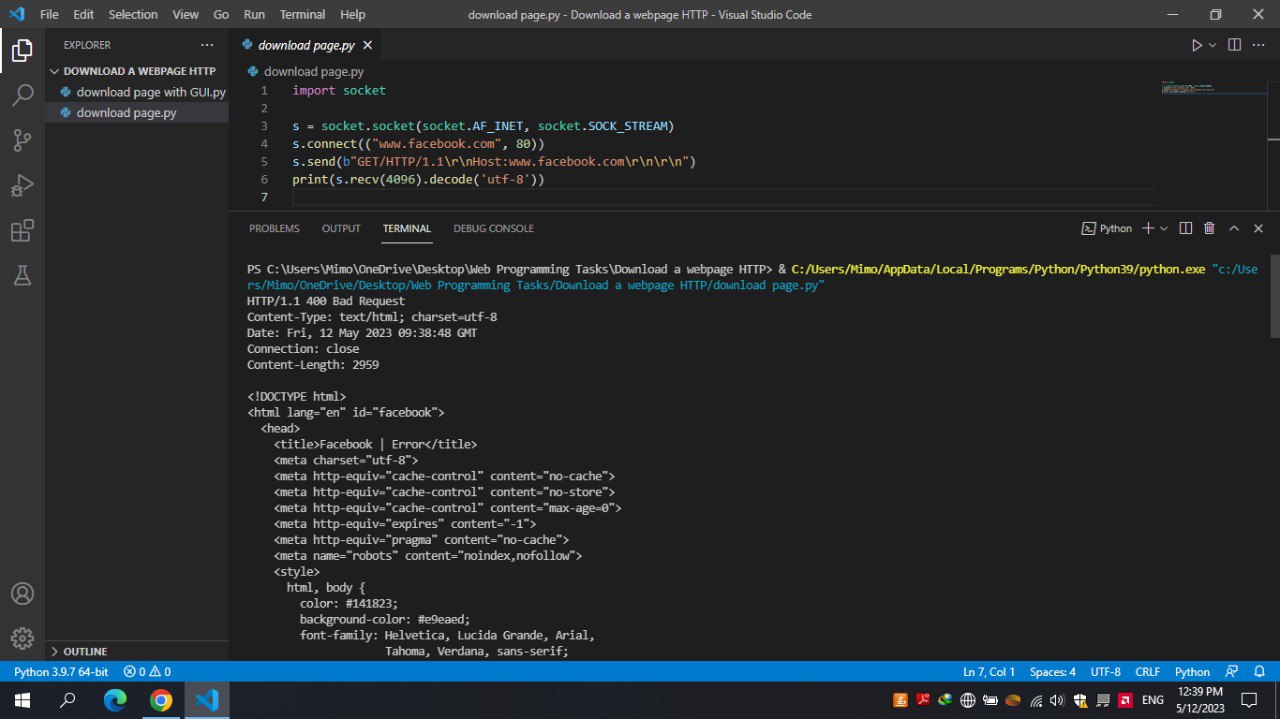 File Edit Selection View Go Run Terminal Help
download page.py - Download a webpage HTTP - Visual Studio Code
EXPLORER
DOWNLOAD A WEBPAGE HTTP
download page with GUI.py
download page.py
OUTLINE
download page.py
download page.py
1 import socket
2
3 s = socket.socket(socket.AF_INET, socket.SOCK_STREAM)
4 s.connect(("www.facebook.com", 80))
5 s.send(b"GET/HTTP/1.1\r\nHost:www.facebook.com\r\n\r\n")
6 print(s.recv(4096).decode('utf-8'))
7
PROBLEMS OUTPUT TERMINAL DEBUG CONSOLE
Python
PS C:\Users\Mimo\OneDrive\Desktop\Web Programming Tasks\Download a webpage HTTP> & C:/Users/Mimo/AppData/Local/Programs/Python/Python39/python.exe "c:/Use
rs/Mimo/OneDrive/Desktop/Web Programming Tasks/Download a webpage HTTP/download page.py"
HTTP/1.1 400 Bad Request
Content-Type: text/html; charset=utf-8
Date: Fri, 12 May 2023 09:38:48 GMT
Connection: close
Content-Length: 2959
<!DOCTYPE html>
<html lang="en" id="facebook">
<head>
<title>Facebook | Error</title>
<meta charset="utf-8">
<meta http-equiv="cache-control" content="no-cache">
<meta http-equiv="cache-control" content="no-store">
<meta http-equiv="cache-control" content="max-age=0">
<meta http-equiv="expires" content="-1">
<meta http-equiv="pragma" content="no-cache">
<meta name="robots" content="noindex,nofollow">
<style>
html, body {
color: #141823;
background-color: #e9eaed;
font-family: Helvetica, Lucida Grande, Arial,
Tahoma, Verdana, sans-serif;
Python 3.9.7 64-bit 0 0
Ln 7, Col 1 Spaces: 4 UTF-8 CRLF Python
ENG
12:39 PM
5/12/2023